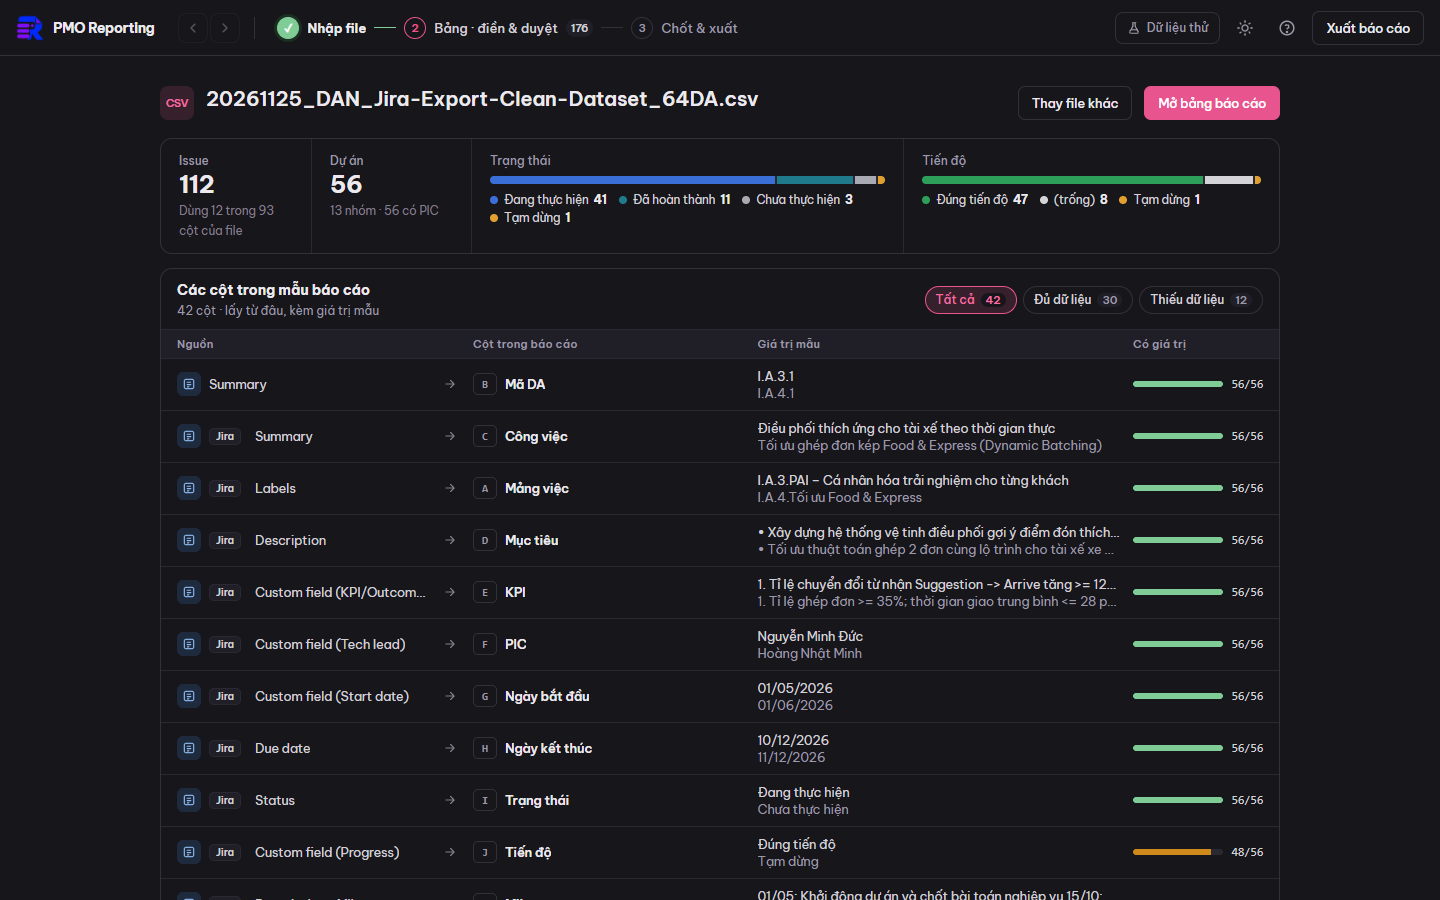 PMO Reporting
Nhập file
2 Bảng · điền & duyệt 176
3 Chốt & xuất
Dữ liệu thử
Xuất báo cáo
CSV 20261125_DAN_Jira-Export-Clean-Dataset_64DA.csv
Thay file khác
Mở bảng báo cáo
Issue
112
Dùng 12 trong 93
cột của file
Dự án
56
13 nhóm · 56 có PIC
Trạng thái
Đang thực hiện 41 Đã hoàn thành 11 Chưa thực hiện 3
Tạm dừng 1
Tiến độ
Đúng tiến độ 47 (trống) 8 Tạm dừng 1
Các cột trong mẫu báo cáo
42 cột · lấy từ đâu, kèm giá trị mẫu
Tất cả 42 Đủ dữ liệu 30 Thiếu dữ liệu 12
Nguồn Cột trong báo cáo Giá trị mẫu Có giá trị
Summary → B Mã DA I.A.3.1 56/56
I.A.4.1
Jira Summary → C Công việc Điều phối thích ứng cho tài xế theo thời gian thực 56/56
Tối ưu ghép đơn kép Food & Express (Dynamic Batching)
Jira Labels → A Mảng việc I.A.3.PAI – Cá nhân hóa trải nghiệm cho từng khách 56/56
I.A.4.Tối ưu Food & Express
Jira Description → D Mục tiêu • Xây dựng hệ thống vệ tinh điều phối gợi ý điểm đón thích... 56/56
• Tối ưu thuật toán ghép 2 đơn cùng lộ trình cho tài xế xe ...
Jira Custom field (KPI/Outcom... → E KPI 1. Tỉ lệ chuyển đổi từ nhận Suggestion -> Arrive tăng >= 12... 56/56
1. Tỉ lệ ghép đơn >= 35%; thời gian giao trung bình <= 28 p...
Jira Custom field (Tech lead) → F PIC Nguyễn Minh Đức 56/56
Hoàng Nhật Minh
Jira Custom field (Start date) → G Ngày bắt đầu 01/05/2026 56/56
01/06/2026
Jira Due date → H Ngày kết thúc 10/12/2026 56/56
11/12/2026
Jira Status → I Trạng thái Đang thực hiện 56/56
Chưa thực hiện
Jira Custom field (Progress) → J Tiến độ Đúng tiến độ 48/56
Tạm dừng
01/05: Khởi động dự án và chốt bài toán nghiệp vụ 15/10: